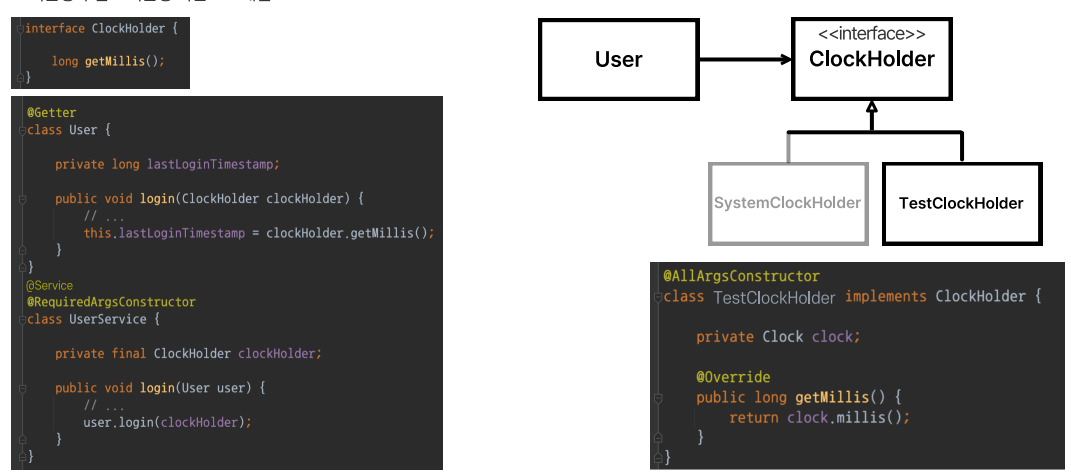 interface ClockHolder {
long getMillis();
}
@Getter
class User {
private long lastLoginTimestamp;
public void login(ClockHolder clockHolder) {
// ...
this.lastLoginTimestamp = clockHolder.getMillis();
}
}
@Service
@RequiredArgsConstructor
class UserService {
private final ClockHolder clockHolder;
public void login(User user) {
// ...
user.login(clockHolder);
}
}
User
<<interface>>
ClockHolder
SystemClockHolder
TestClockHolder
@AllArgsConstructor
class TestClockHolder implements ClockHolder {
private Clock clock;
@Override
public long getMillis() {
return clock.millis();
}
}